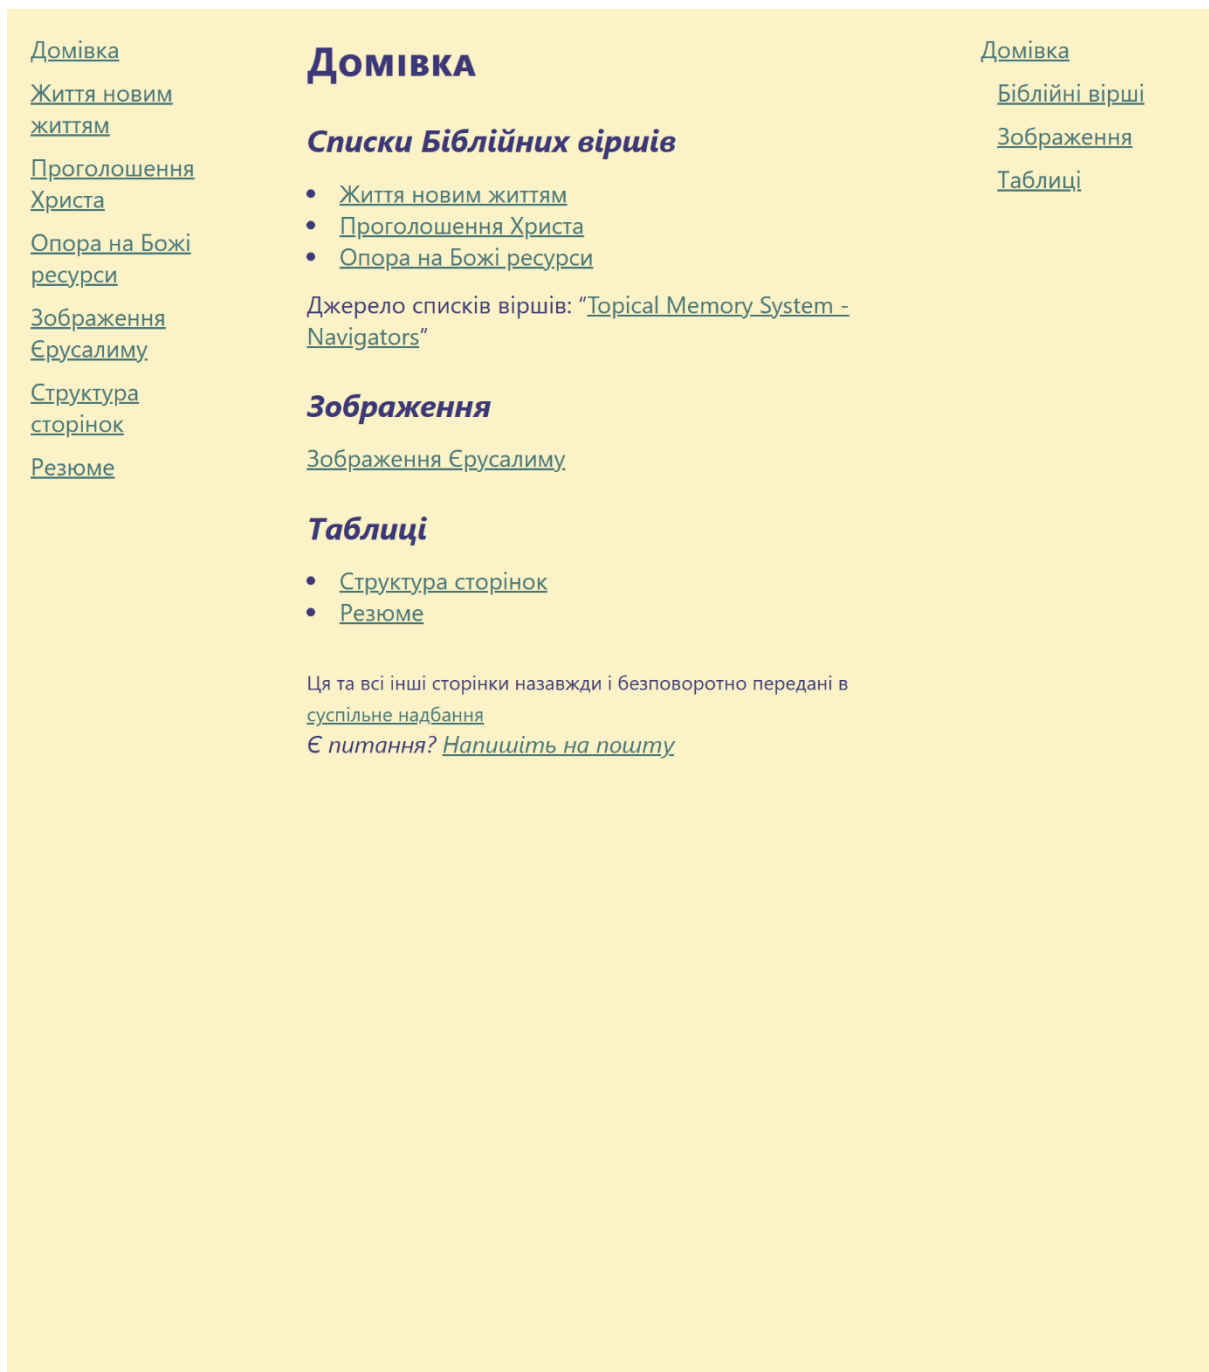 Домівка
Життя новим
життям
Проголошення
Христа
Опора на Божі
ресурси
Зображення
Єрусалиму
Структура
сторінок
Резюме
Домівка
Списки Біблійних віршів
• Життя новим життям
• Проголошення Христа
• Опора на Божі ресурси
Джерело списків віршів: “Topical Memory System -
Navigators”
Зображення
Зображення Єрусалиму
Таблиці
• Структура сторінок
• Резюме
Ця та всі інші сторінки назавжди і безповоротно передані в
суспільне надбання
Є питання? Напишіть на пошту
Домівка
Біблійні вірші
Зображення
Таблиці